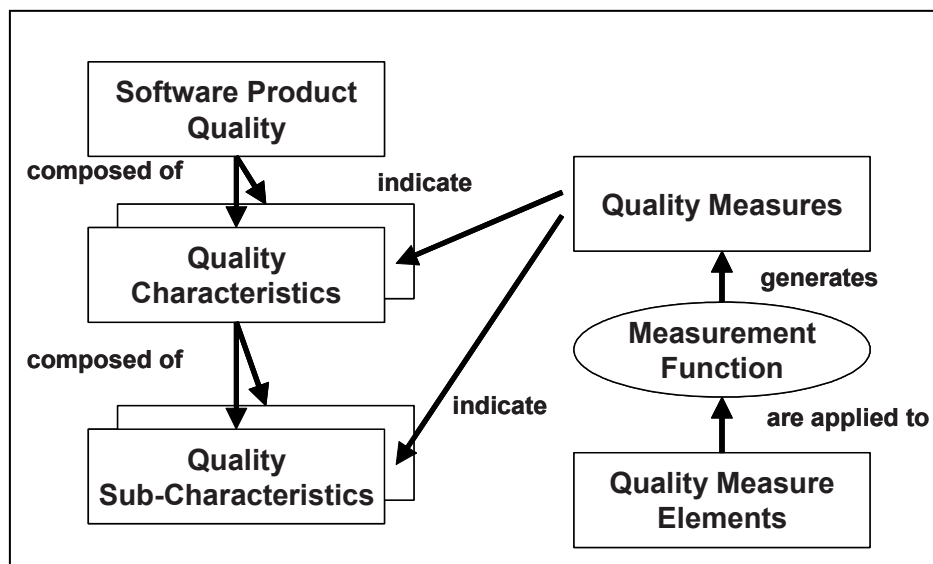 Software Product
Quality
composed of
indicate
Quality Measures
Quality
Characteristics
generates
Measurement
Function
composed of
indicate
are applied to
Quality
Sub-Characteristics
Quality Measure
Elements